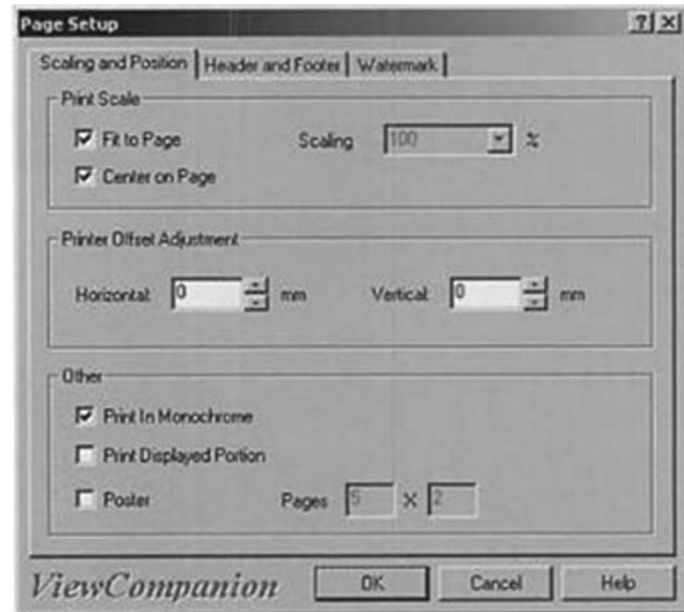 Page Setup
Scaling and Position Header and Footer Watermark
Print Scale
Fit to Page Scaling 100 %
Center on Page
Printer Offset Adjustment
Horizontal: 0 mm Vertical: 0 mm
Other
Print In Monochrome
Print Displayed Portion
Poster Pages 5 X 2
ViewCompanion OK Cancel Help